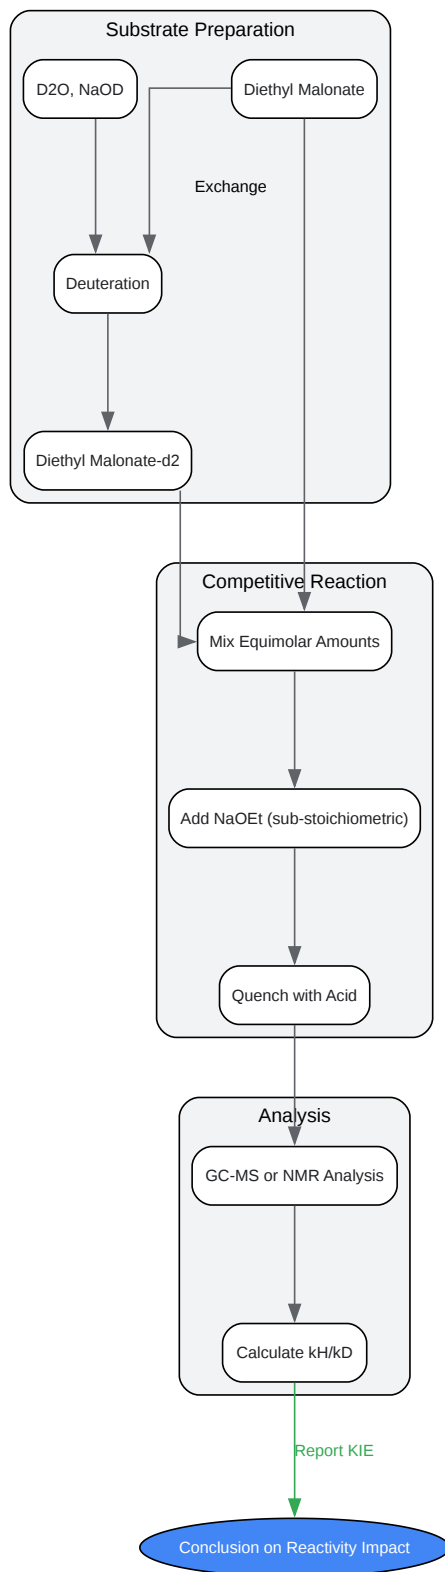 Substrate Preparation
D2O, NaOD
Diethyl Malonate
Exchange
Deuteration
Diethyl Malonate-d2
Competitive Reaction
Mix Equimolar Amounts
Add NaOEt (sub-stoichiometric)
Quench with Acid
Analysis
GC-MS or NMR Analysis
Calculate kH/kD
Report KIE
Conclusion on Reactivity Impact